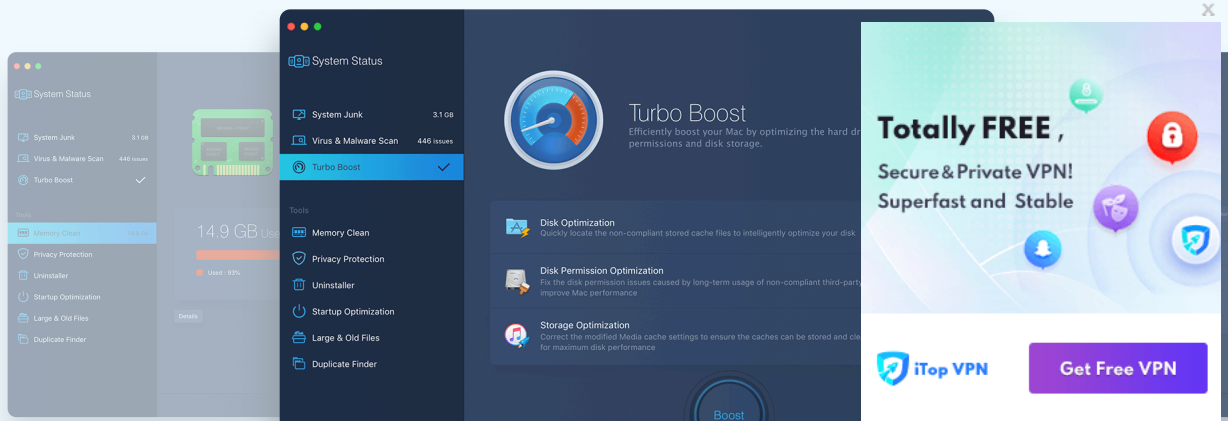 X
System Status
System Junk 3.1 GB
Virus & Malware Scan 446 issues
Turbo Boost
Tools
Memory Clean
Privacy Protection
Uninstaller
Startup Optimization
Large & Old Files
Duplicate Finder
14.9 GB Use
Used : 93%
Details
System Status
System Junk 3.1 GB
Virus & Malware Scan 446 issues
Turbo Boost
Tools
Memory Clean
Privacy Protection
Uninstaller
Startup Optimization
Large & Old Files
Duplicate Finder
Turbo Boost
Efficiently boost your Mac by optimizing the hard dr
permissions and disk storage.
Disk Optimization
Quickly locate the non-compliant stored cache files to intelligently optimize your disk
Disk Permission Optimization
Fix the disk permission issues caused by long-term usage of non-compliant third-party
improve Mac performance
Storage Optimization
Correct the modified Media cache settings to ensure the caches can be stored and cle
for maximum disk performance
Boost
Totally FREE ,
Secure & Private VPN!
Superfast and Stable
iTop VPN
Get Free VPN